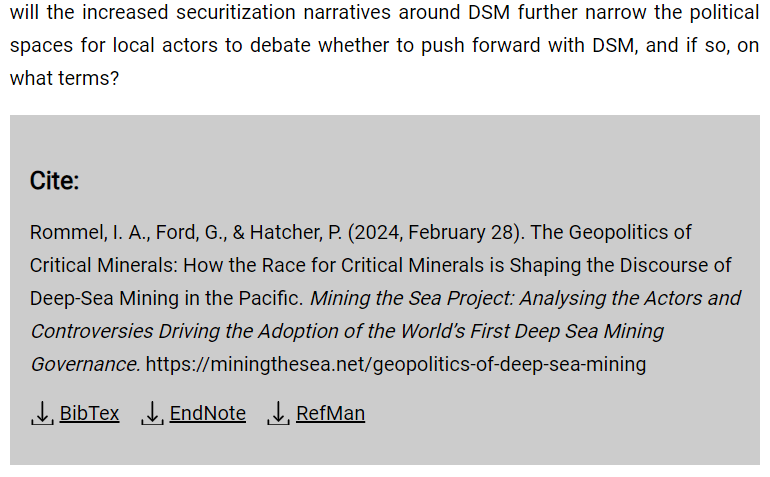 will the increased securitization narratives around DSM further narrow the political
spaces for local actors to debate whether to push forward with DSM, and if so, on
what terms?
Cite:
Rommel, I. A., Ford, G., & Hatcher, P. (2024, February 28). The Geopolitics of
Critical Minerals: How the Race for Critical Minerals is Shaping the Discourse of
Deep-Sea Mining in the Pacific. Mining the Sea Project: Analysing the Actors and
Controversies Driving the Adoption of the World’s First Deep Sea Mining
Governance. https://miningthesea.net/geopolitics-of-deep-sea-mining
BibTex EndNote RefMan